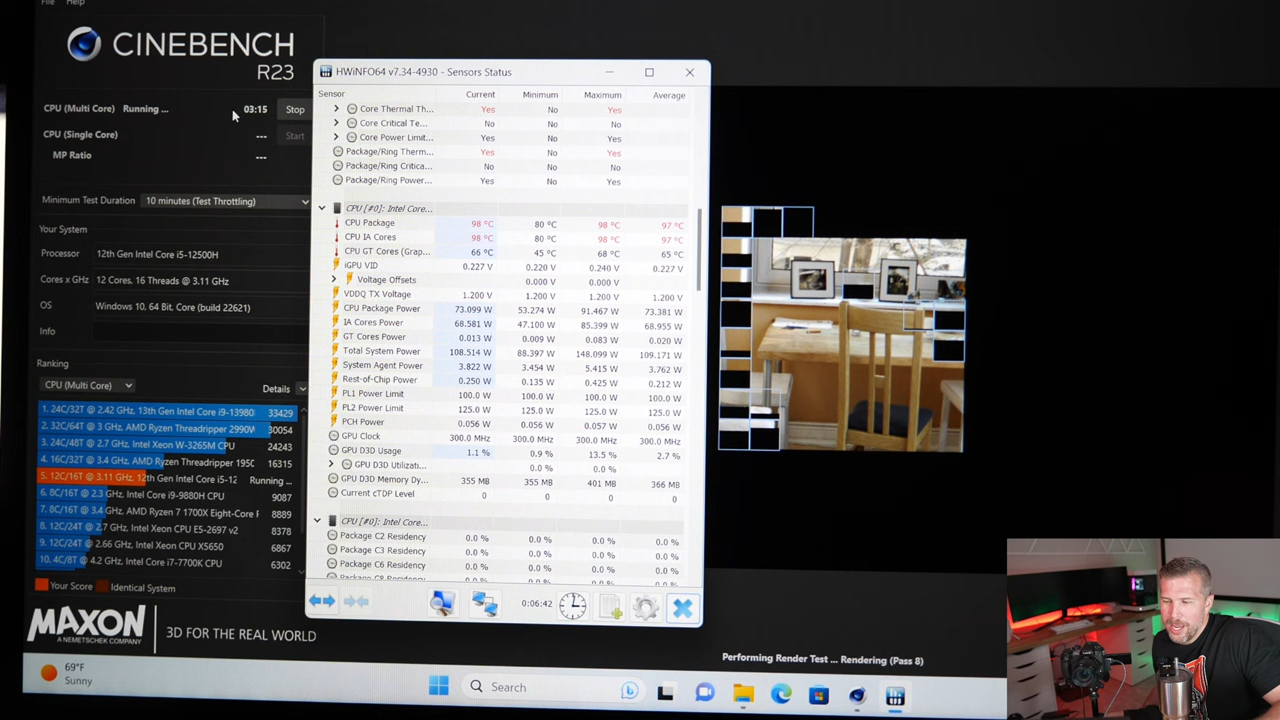 File Help
CINEBENCH
R23
CPU (Multi Core) Running ... 03:15 Stop
CPU (Single Core) --- Start
MP Ratio ---
Minimum Test Duration 10 minutes (Test Throttling)
Your System
Processor 12th Gen Intel Core i5-12500H
Cores x GHz 12 Cores, 16 Threads @ 3.11 GHz
OS Windows 10, 64 Bit, Core (build 22621)
Info
Ranking
CPU (Multi Core) Details
1. 24C/32T @ 2.42 GHz, 13th Gen Intel Core i9-13980 33429
2. 32C/64T @ 3 GHz, AMD Ryzen Threadripper 2990W 30054
3. 24C/48T @ 2.7 GHz, Intel Xeon W-3265M CPU 24243
4. 16C/32T @ 3.4 GHz, AMD Ryzen Threadripper 195C 16315
5. 12C/16T @ 3.11 GHz, 12th Gen Intel Core i5-12 Running...
6. 8C/16T @ 2.3 GHz, Intel Core i9-9880H CPU 9087
7. 8C/16T @ 3.4 GHz, AMD Ryzen 7 1700X Eight-Core F 8889
8. 12C/24T @ 2.7 GHz, Intel Xeon CPU E5-2697 v2 8378
9. 12C/24T @ 2.66 GHz, Intel Xeon CPU X5650 6867
10. 4C/8T @ 4.2 GHz, Intel Core i7-7700K CPU 6302
Your Score Identical System
MAXON
A NEMETSCHEK COMPANY
3D FOR THE REAL WORLD
HWiNFO64 v7.34-4930 - Sensors Status
Sensor Current Minimum Maximum Average
Core Thermal Th... Yes No Yes
Core Critical Te... No No No
Core Power Limit... Yes No Yes
Package/Ring Therm... Yes No Yes
Package/Ring Critica... No No No
Package/Ring Power... Yes No Yes
CPU [#0]: Intel Core...
CPU Package 98 °C 80 °C 98 °C 97 °C
CPU IA Cores 98 °C 80 °C 98 °C 97 °C
CPU GT Cores (Grap... 66 °C 45 °C 68 °C 65 °C
iGPU VID 0.227 V 0.220 V 0.240 V 0.227 V
Voltage Offsets 0.000 V 0.000 V
VDDQ TX Voltage 1.200 V 1.200 V 1.200 V 1.200 V
CPU Package Power 73.099 W 53.274 W 91.467 W 73.381 W
IA Cores Power 68.581 W 47.100 W 85.399 W 68.955 W
GT Cores Power 0.013 W 0.009 W 0.083 W 0.020 W
Total System Power 108.514 W 88.397 W 148.099 W 109.171 W
System Agent Power 3.822 W 3.454 W 5.415 W 3.762 W
Rest-of-Chip Power 0.250 W 0.135 W 0.425 W 0.212 W
PL1 Power Limit 100.0 W 100.0 W 100.0 W 100.0 W
PL2 Power Limit 125.0 W 125.0 W 125.0 W 125.0 W
PCH Power 0.056 W 0.056 W 0.057 W 0.056 W
GPU Clock 300.0 MHz 300.0 MHz 300.0 MHz 300.0 MHz
GPU D3D Usage 1.1 % 0.9 % 13.5 % 2.7 %
GPU D3D Utilizati... 0.0 % 0.0 %
GPU D3D Memory Dy... 355 MB 355 MB 401 MB 366 MB
Current cTDP Level 0 0 0 0
CPU [#0]: Intel Core...
Package C2 Residency 0.0 % 0.0 % 0.0 % 0.0 %
Package C3 Residency 0.0 % 0.0 % 0.0 % 0.0 %
Package C6 Residency 0.0 % 0.0 % 0.0 % 0.0 %
Package C8 Residency 0.0 % 0.0 % 0.0 % 0.0 %
0:06:42
Performing Render Test ... Rendering (Pass 8)
69°F
Sunny
Search